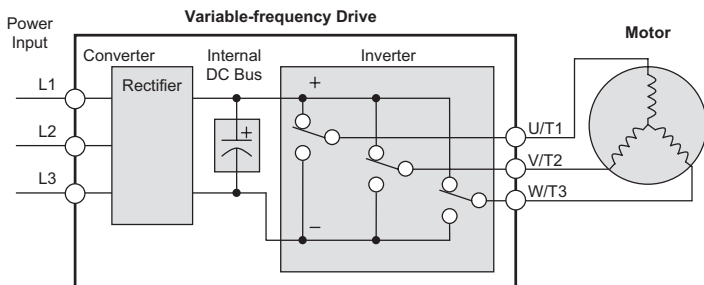 Variable-frequency Drive
Power
Input
Motor
Converter
Internal
DC Bus
Inverter
Rectifier
L1
L2
L3
+
+
–
U/T1
V/T2
W/T3